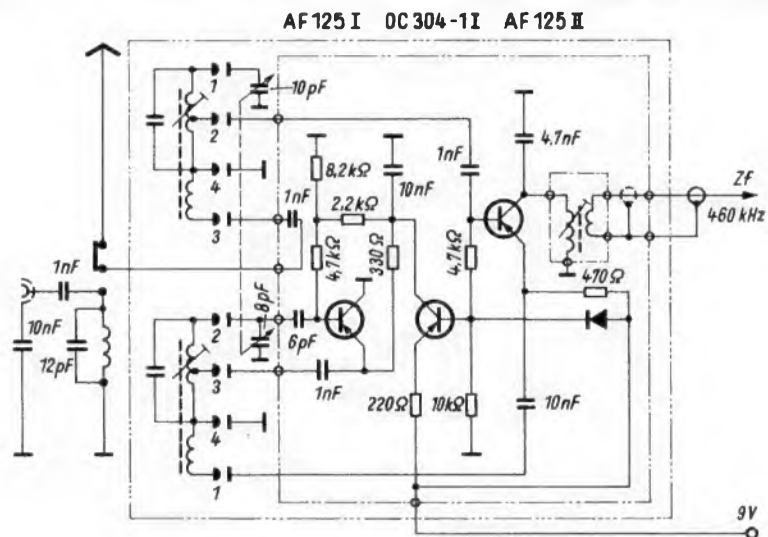 AF 125 I OC 304-1 I AF 125 II
1
10 pF
2
4
3
1nF
8,2kΩ
2,2kΩ
10nF
4,7kΩ
330Ω
1nF
4,7nF
4,7kΩ
Zf
460 kHz
470Ω
1nF
10nF
12pF
8pF
6pF
1nF
2
3
4
1
220Ω
10kΩ
10nF
9V